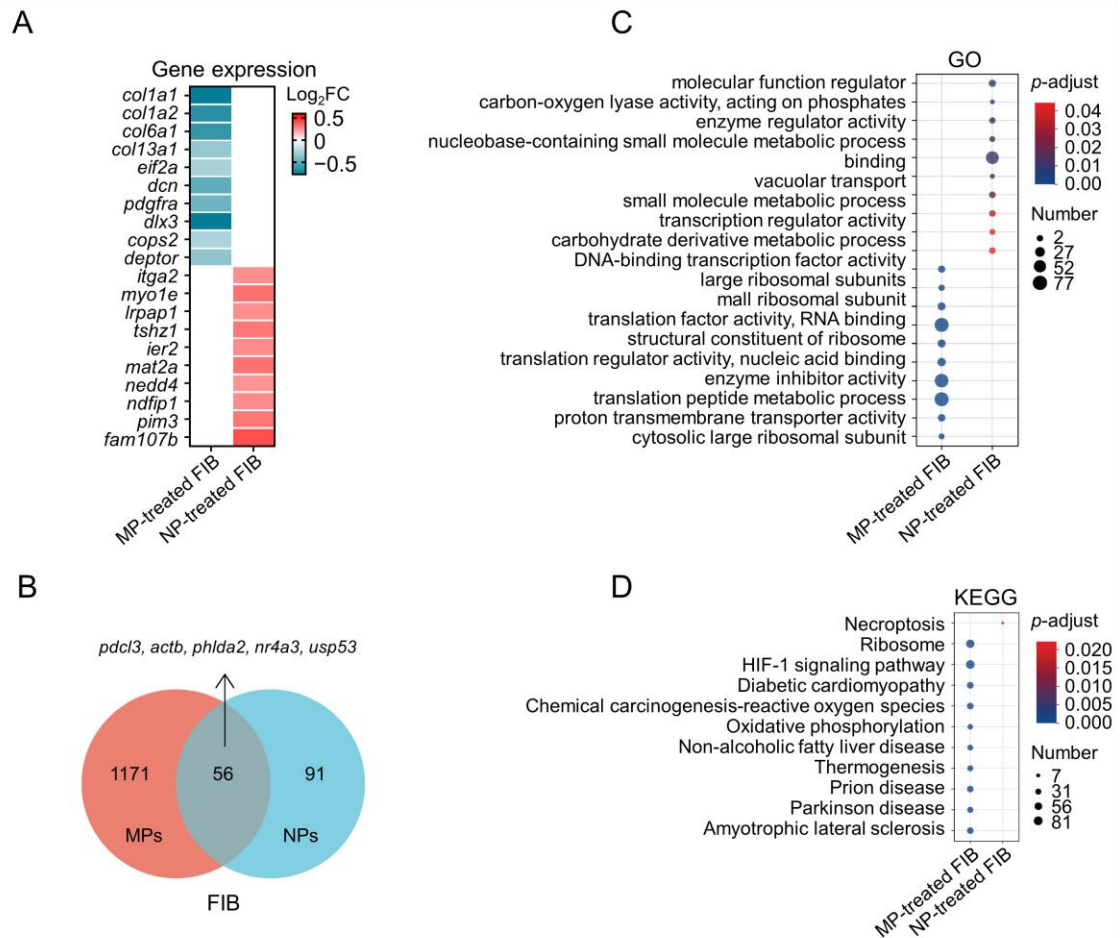 A
Gene expression
col1a1
col1a2
col6a1
col13a1
eif2a
dcn
pdgfra
dlx3
cops2
deptor
itga2
myo1e
lrpap1
tshz1
ier2
mat2a
nedd4
ndfip1
pim3
fam107b
Log2FC
0.5
0
−0.5
MP-treated FIB
NP-treated FIB
B
pdcl3, actb, phlda2, nr4a3, usp53
1171
56
91
MPs
NPs
FIB
C
GO
molecular function regulator
carbon-oxygen lyase activity, acting on phosphates
enzyme regulator activity
nucleobase-containing small molecule metabolic process
binding
vacuolar transport
small molecule metabolic process
transcription regulator activity
carbohydrate derivative metabolic process
DNA-binding transcription factor activity
large ribosomal subunits
mall ribosomal subunit
translation factor activity, RNA binding
structural constituent of ribosome
translation regulator activity, nucleic acid binding
enzyme inhibitor activity
translation peptide metabolic process
proton transmembrane transporter activity
cytosolic large ribosomal subunit
MP-treated FIB
NP-treated FIB
p-adjust
0.04
0.03
0.02
0.01
0.00
Number
2
27
52
77
D
KEGG
Necroptosis
Ribosome
HIF-1 signaling pathway
Diabetic cardiomyopathy
Chemical carcinogenesis-reactive oxygen species
Oxidative phosphorylation
Non-alcoholic fatty liver disease
Thermogenesis
Prion disease
Parkinson disease
Amyotrophic lateral sclerosis
MP-treated FIB
NP-treated FIB
p-adjust
0.020
0.015
0.010
0.005
0.000
Number
7
31
56
81